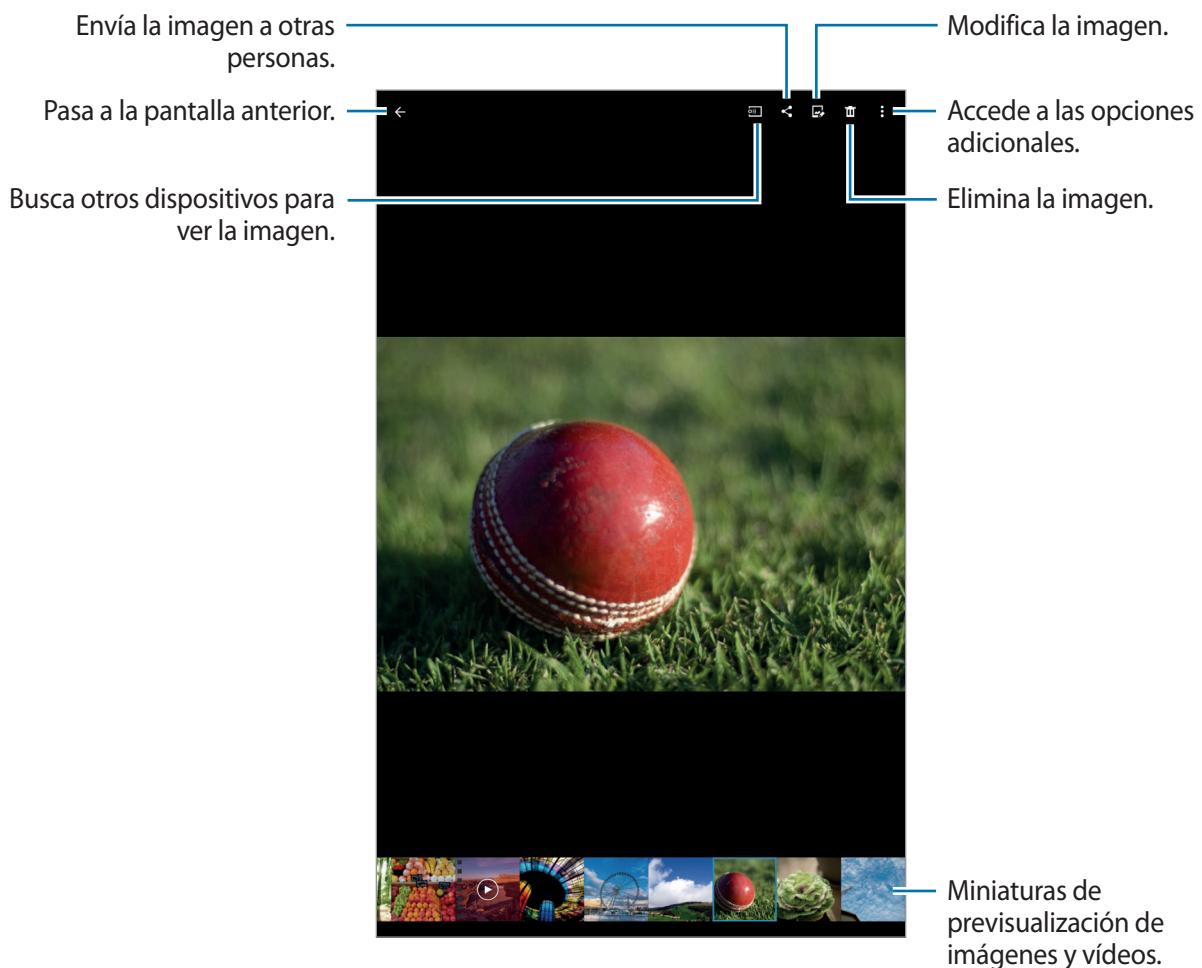 Envía la imagen a otras
personas.
Pasa a la pantalla anterior.
Busca otros dispositivos para
ver la imagen.
Modifica la imagen.
Accede a las opciones
adicionales.
Elimina la imagen.
Miniaturas de
previsualización de
imágenes y vídeos.